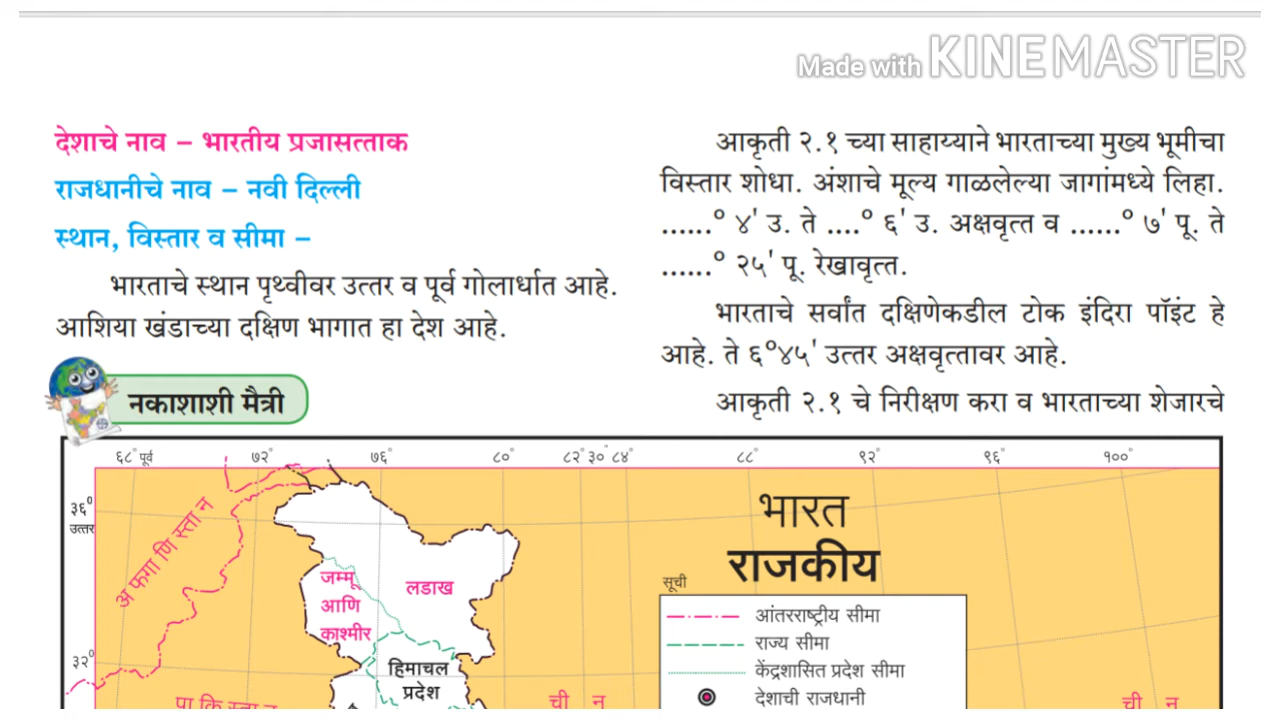 Made with KINEMASTER
देशाचे नाव – भारतीय प्रजासत्ताक
राजधानीचे नाव – नवी दिल्ली
स्थान, विस्तार व सीमा –
भारताचे स्थान पृथ्वीवर उत्तर व पूर्व गोलार्धात आहे.
आशिया खंडाच्या दक्षिण भागात हा देश आहे.
नकाशाशी मैत्री
आकृती २.१ च्या साहाय्याने भारताच्या मुख्य भूमीचा
विस्तार शोधा. अंशाचे मूल्य गाळलेल्या जागांमध्ये लिहा.
......° ४' उ. ते ....° ६' उ. अक्षवृत्त व ......° ७' पू. ते
......° २५' पू. रेखावृत्त.
भारताचे सर्वांत दक्षिणेकडील टोक इंदिरा पॉइंट हे
आहे. ते ६°४५' उत्तर अक्षवृत्तावर आहे.
आकृती २.१ चे निरीक्षण करा व भारताच्या शेजारचे
६८° पूर्व ७२° ७६° ८०° ८२°३०° ८४° ८८° ९२° ९६° १००°
३६°
उत्तर
३२°
अफगाणिस्तान
पाकिस्तान
जम्मू
आणि
काश्मीर
लडाख
हिमाचल
प्रदेश
चीन
भारत
राजकीय
सूची
आंतरराष्ट्रीय सीमा
राज्य सीमा
केंद्रशासित प्रदेश सीमा
देशाची राजधानी
चीन